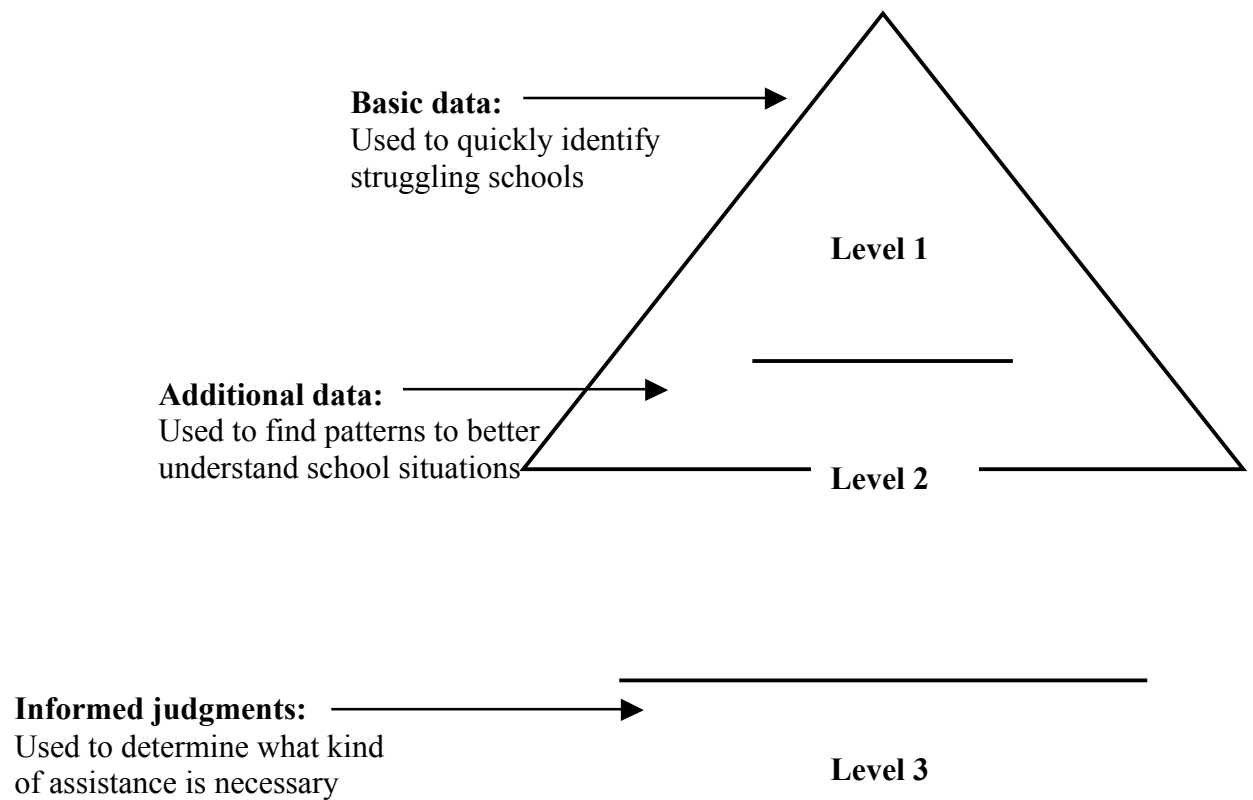 Basic data:
Used to quickly identify
struggling schools
Level 1
Additional data:
Used to find patterns to better
understand school situations
Level 2
Informed judgments:
Used to determine what kind
of assistance is necessary
Level 3